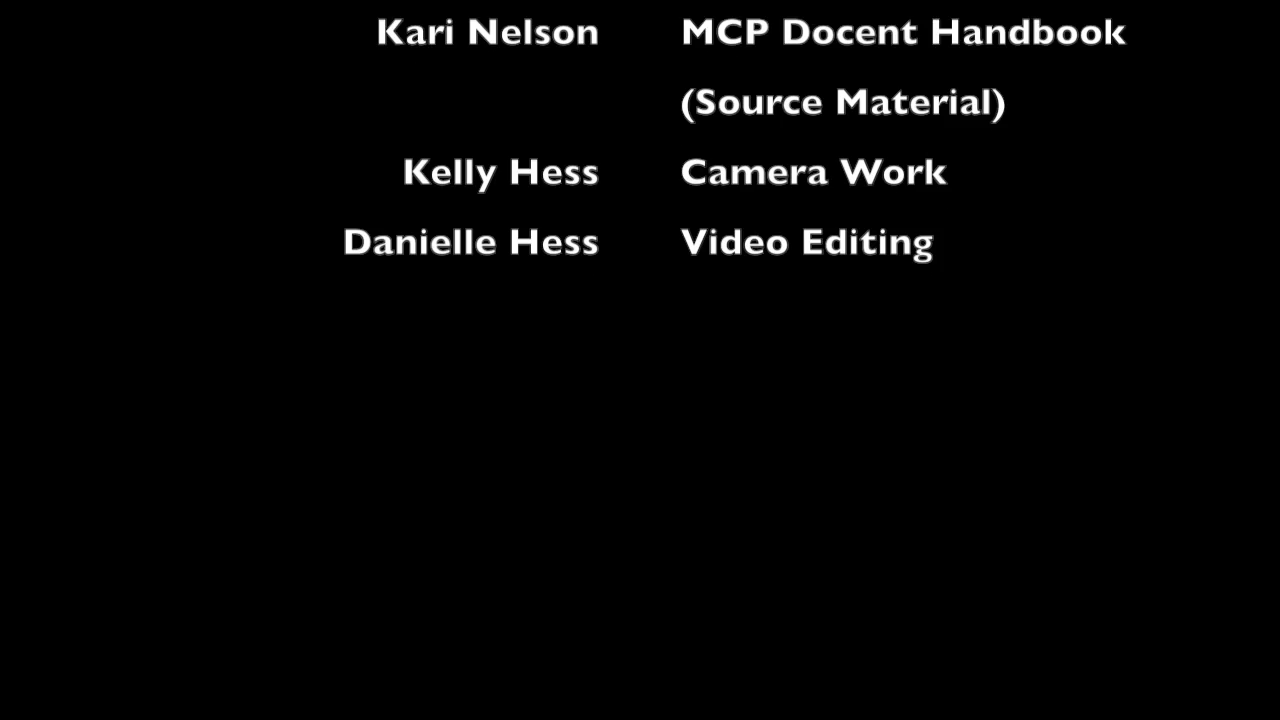 Kari Nelson MCP Docent Handbook
(Source Material)
Kelly Hess Camera Work
Danielle Hess Video Editing